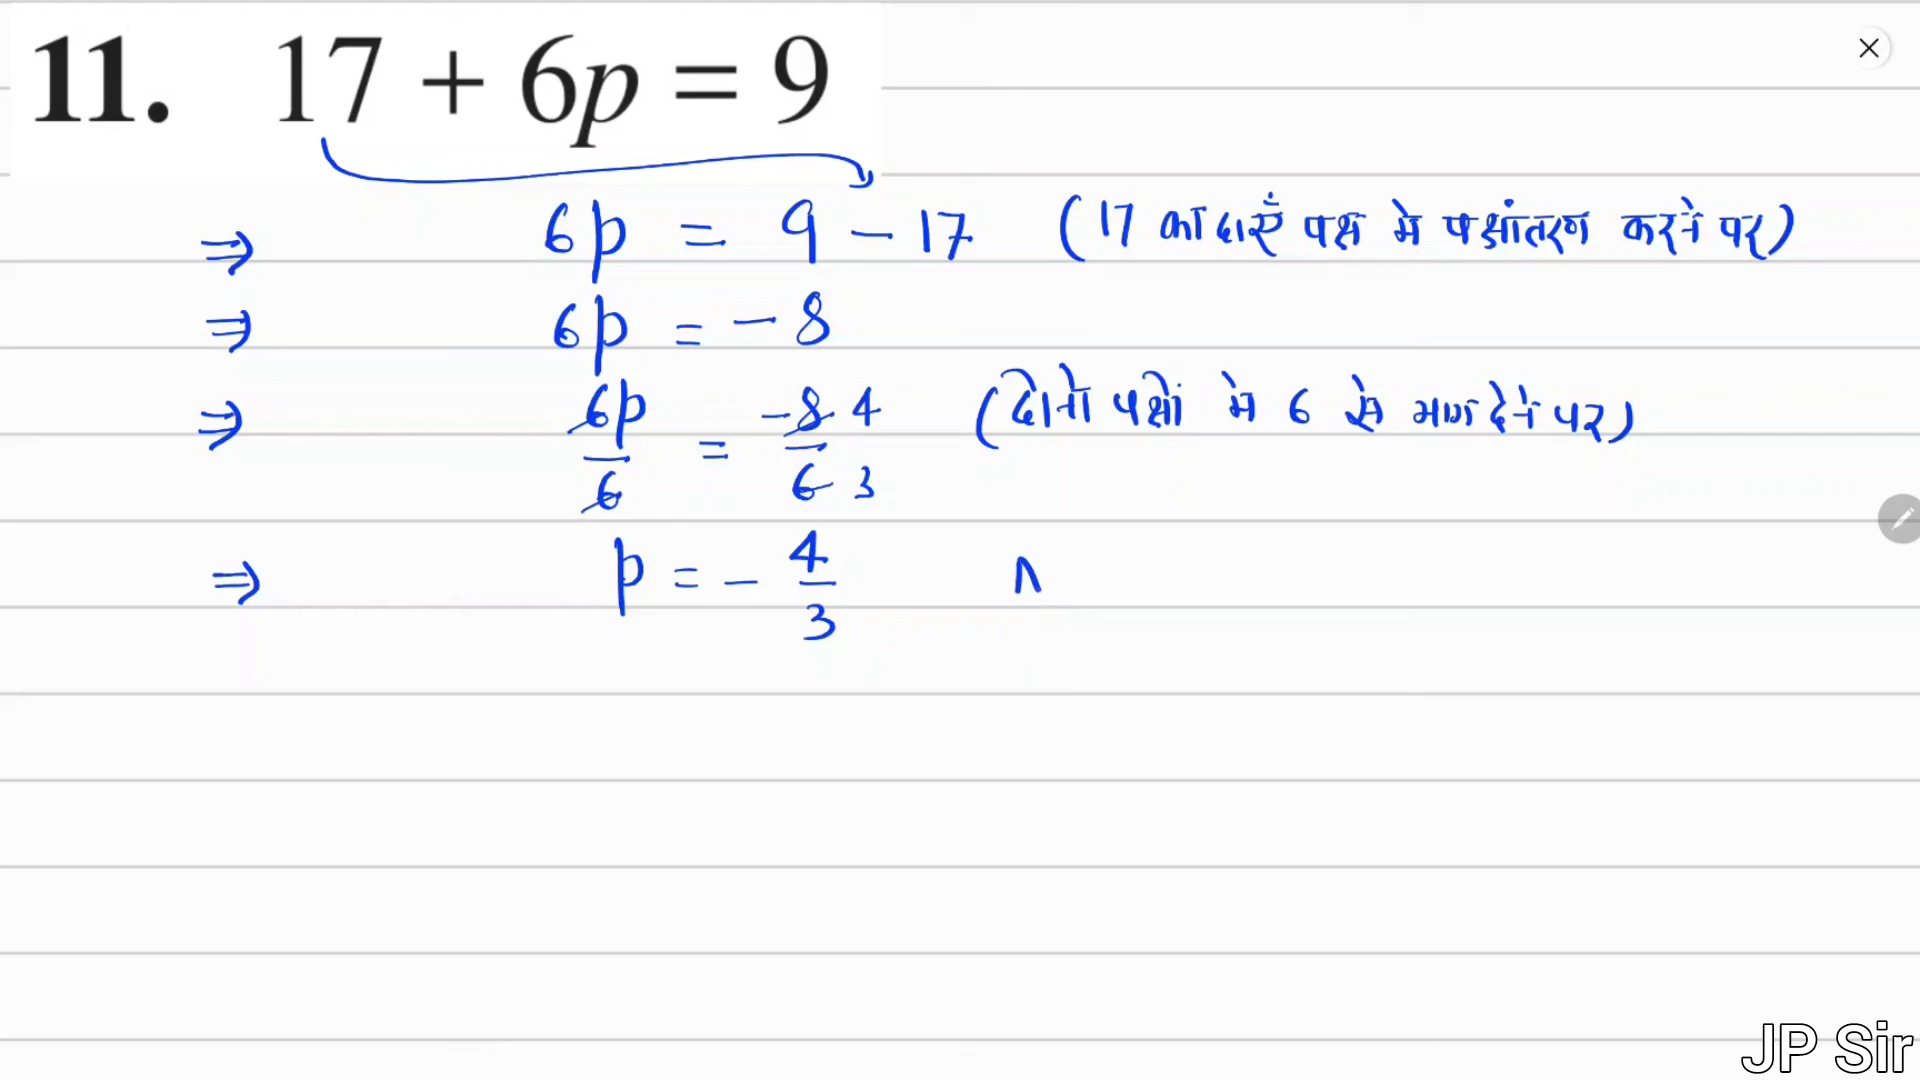 11. 17 + 6p = 9
⇒ 6p = 9 - 17 (17 का दाएँ पक्ष में पक्षांतरण करने पर)
⇒ 6p = - 8
⇒ 6p/6 = -8/6 4 3 (दोनों पक्षों में 6 से भाग देने पर)
⇒ p = - 4/3
JP Sir